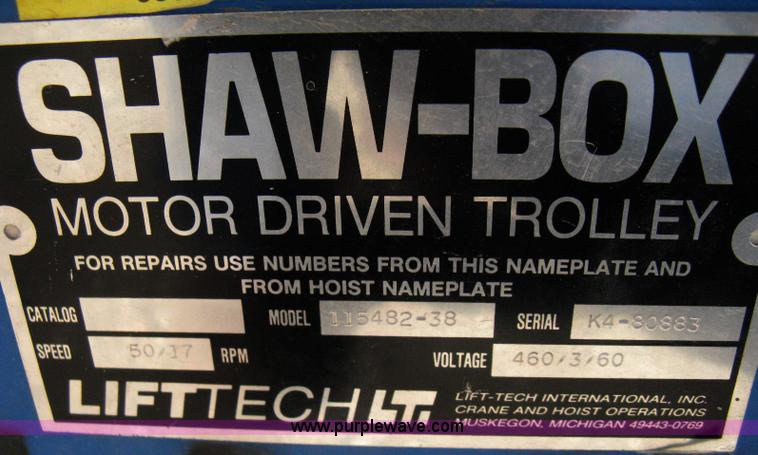 SHAW-BOX
MOTOR DRIVEN TROLLEY
FOR REPAIRS USE NUMBERS FROM THIS NAMEPLATE AND
FROM HOIST NAMEPLATE
CATALOG MODEL 115482-38 SERIAL K4-80883
SPEED 50/17 RPM VOLTAGE 460/3/60
LIFTTECH LT. LIFT-TECH INTERNATIONAL, INC.
CRANE AND HOIST OPERATIONS
MUSKEGON, MICHIGAN 49443-0769
www.purplewave.com